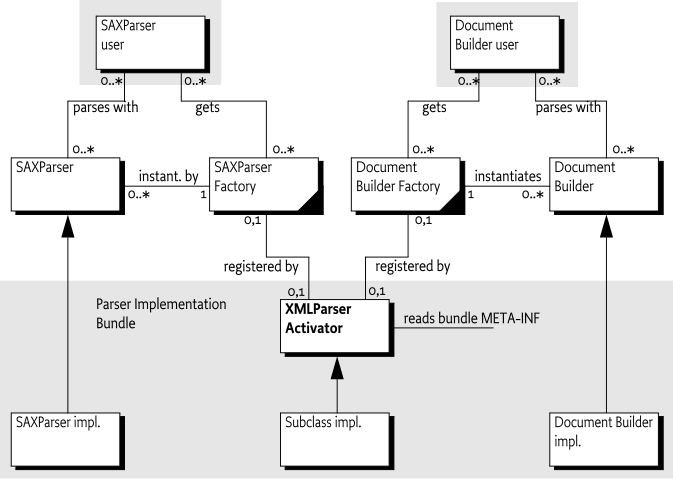 SAXParser
user
Document
Builder user
0..* 0..* 0..* 0..*
parses with gets gets parses with
0..* 0..* 0..* 0..*
SAXParser
SAXParser
Factory
Document
Builder Factory
Document
Builder
instant. by
0..* 1
instantiates
1 0..*
0,1 0,1
registered by registered by
0,1 0,1
Parser Implementation
Bundle
XMLParser
Activator
reads bundle META-INF
SAXParser impl.
Subclass impl.
Document Builder
impl.